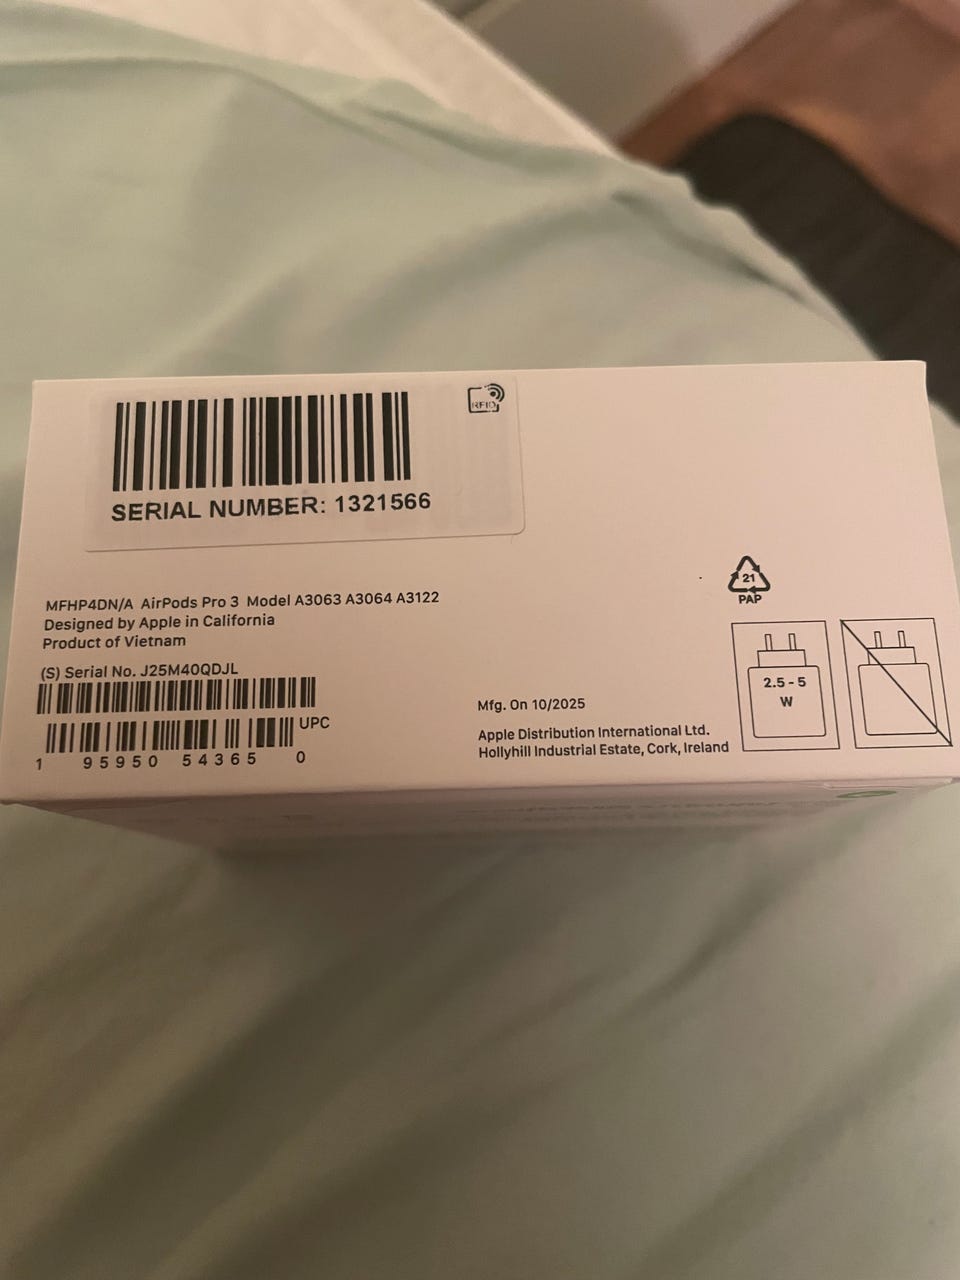 RFID
SERIAL NUMBER: 1321566
MFHP4DN/A AirPods Pro 3 Model A3063 A3064 A3122
Designed by Apple in California
Product of Vietnam
(S) Serial No. J25M40QDJL
UPC
1 95950 54365 0
Mfg. On 10/2025
Apple Distribution International Ltd.
Hollyhill Industrial Estate, Cork, Ireland
21
PAP
2.5 - 5
W